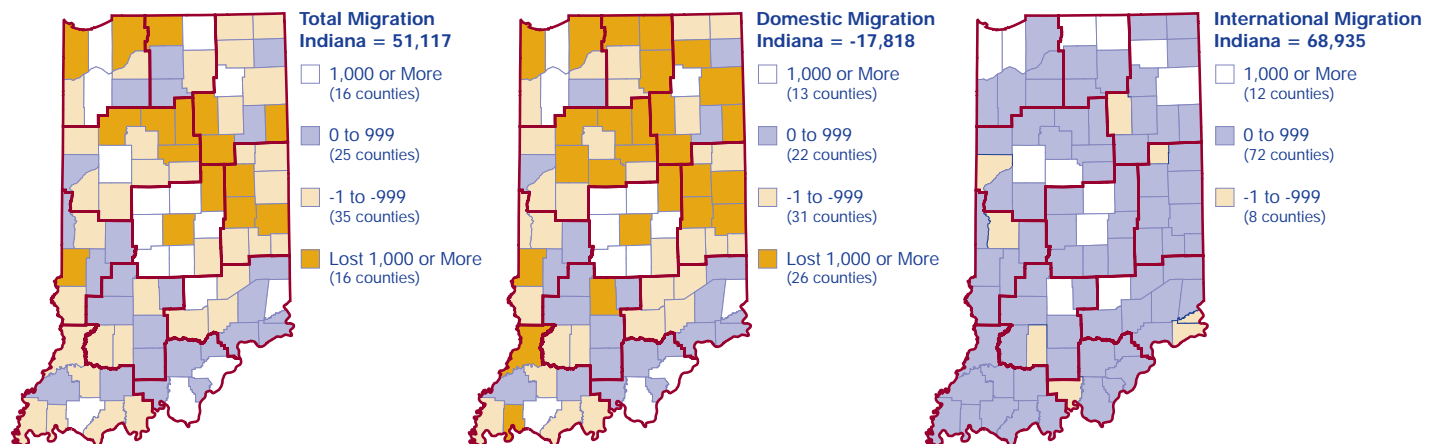 Total Migration
Indiana = 51,117
1,000 or More
(16 counties)
0 to 999
(25 counties)
-1 to -999
(35 counties)
Lost 1,000 or More
(16 counties)
Domestic Migration
Indiana = -17,818
1,000 or More
(13 counties)
0 to 999
(22 counties)
-1 to -999
(31 counties)
Lost 1,000 or More
(26 counties)
International Migration
Indiana = 68,935
1,000 or More
(12 counties)
0 to 999
(72 counties)
-1 to -999
(8 counties)